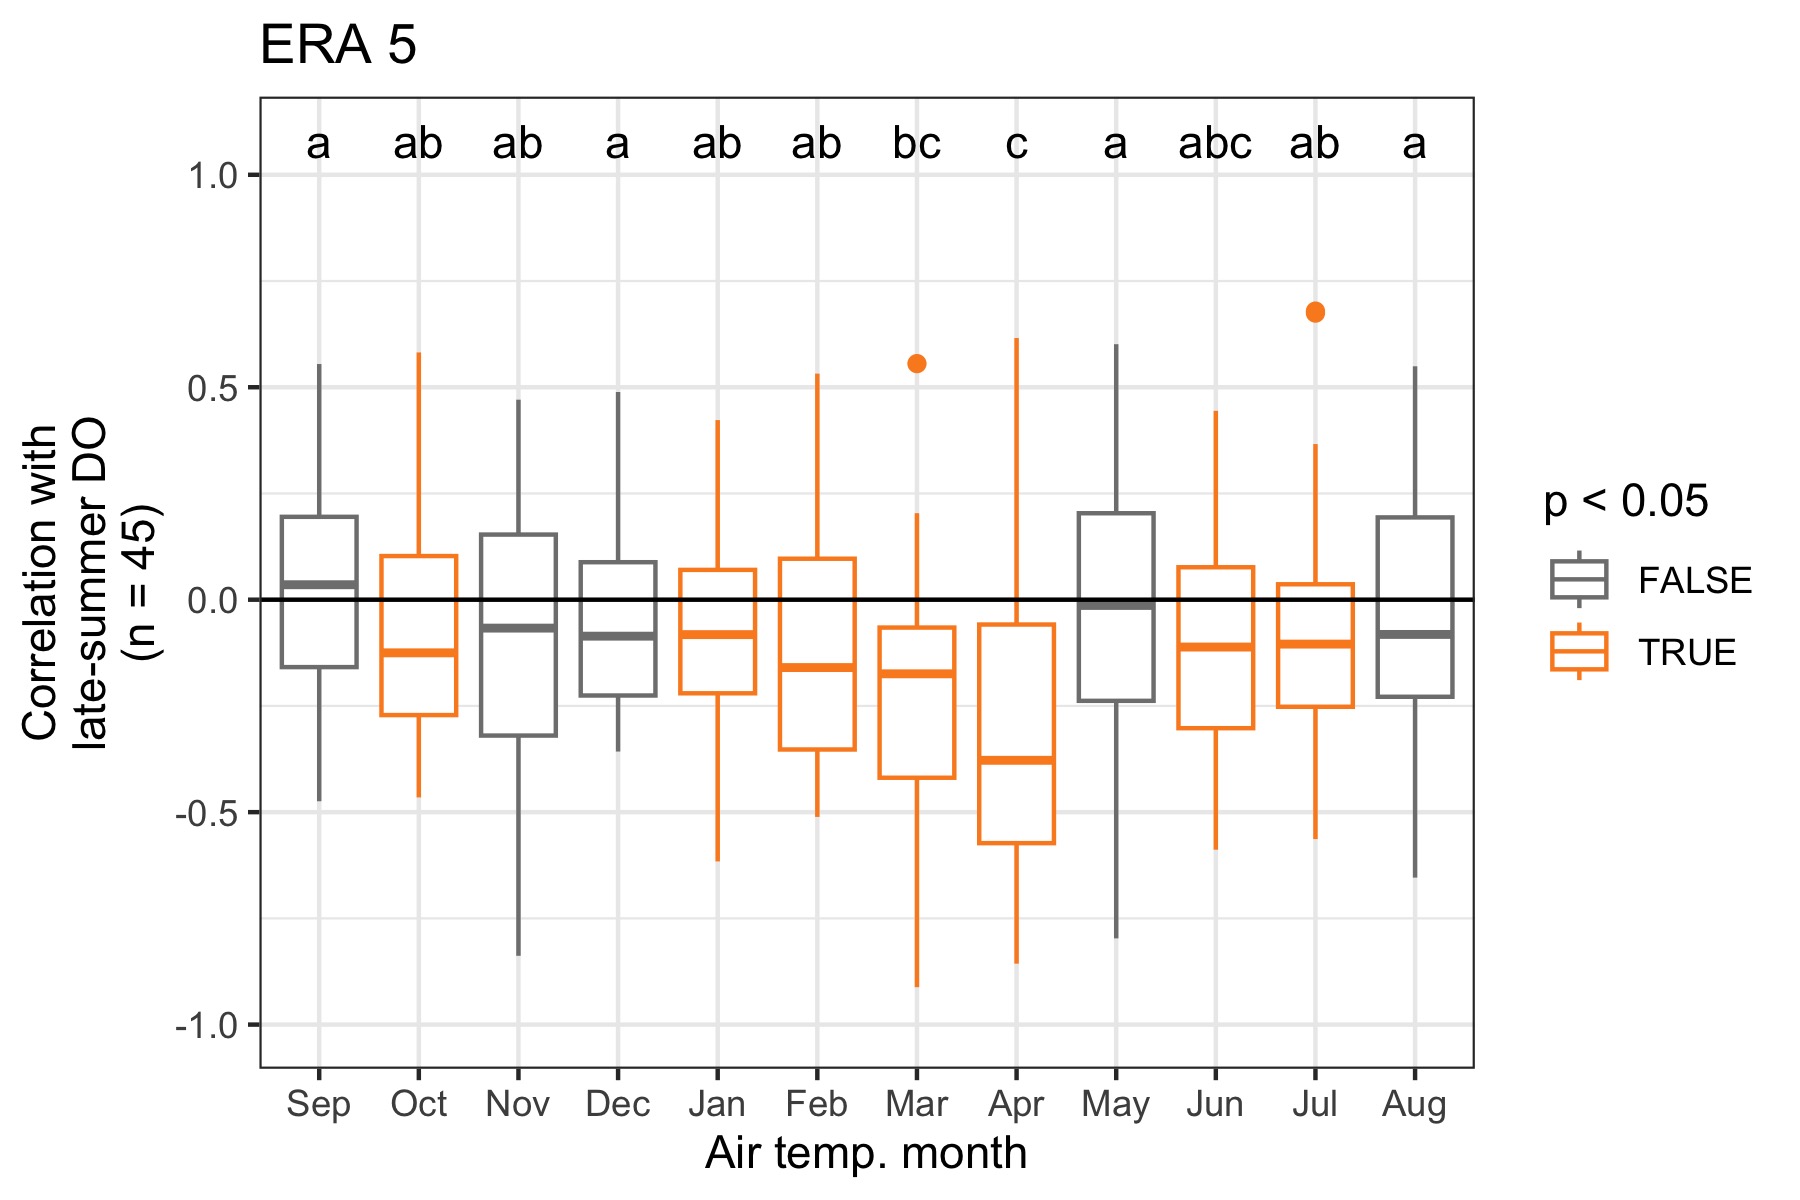 ERA 5
a ab ab a ab ab bc c a abc ab a
1.0
0.5
0.0
-0.5
-1.0
Correlation with
late-summer DO
(n = 45)
Sep Oct Nov Dec Jan Feb Mar Apr May Jun Jul Aug
Air temp. month
p < 0.05
FALSE
TRUE